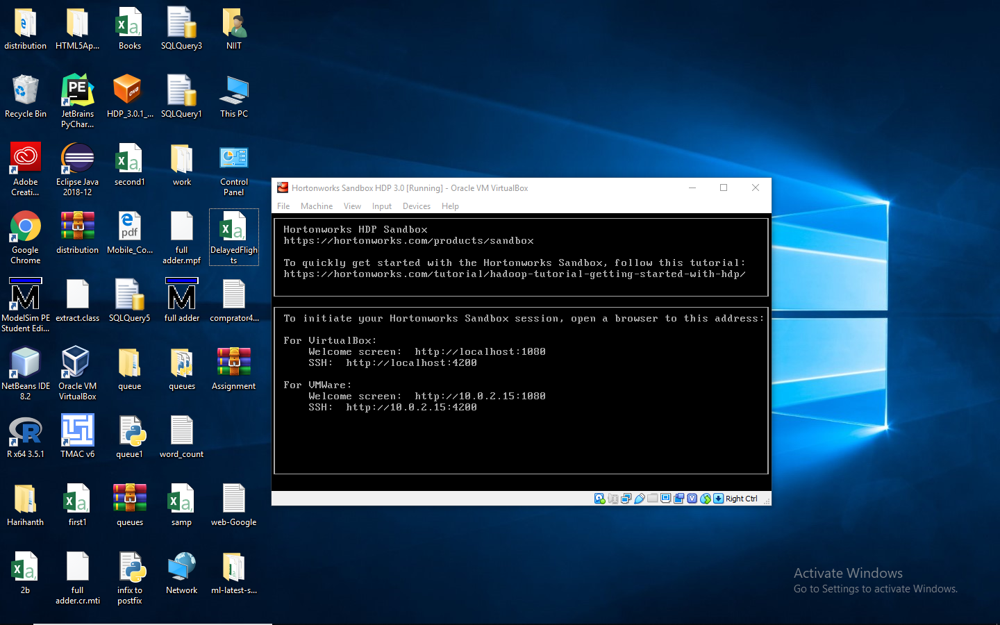 distribution
HTML5Ap...
Books
SQLQuery3
NIIT
Recycle Bin
JetBrains
PyChar...
HDP_3.0.1_...
SQLQuery1
This PC
Adobe
Creati...
Eclipse Java
2018-12
second1
work
Control
Panel
Google
Chrome
distribution
Mobile_Co...
full
adder.mpf
DelayedFligh
ts
ModelSim PE
Student Edi...
extract.class
SQLQuery5
full adder
comprator4...
NetBeans IDE
8.2
Oracle VM
VirtualBox
queue
queues
Assignment
R x64 3.5.1
TMAC v6
queue1
word_count
Harihanth
first1
queues
samp
web-Google
2b
full
adder.cr.mti
infix to
postfix
Network
ml-latest-s...
Hortonworks Sandbox HDP 3.0 [Running] - Oracle VM VirtualBox
File Machine View Input Devices Help
Hortonworks HDP Sandbox
https://hortonworks.com/products/sandbox
To quickly get started with the Hortonworks Sandbox, follow this tutorial:
https://hortonworks.com/tutorial/hadoop-tutorial-getting-started-with-hdp/
To initiate your Hortonworks Sandbox session, open a browser to this address:
For VirtualBox:
Welcome screen: http://localhost:1080
SSH: http://localhost:4200
For VMWare:
Welcome screen: http://10.0.2.15:1080
SSH: http://10.0.2.15:4200
Right Ctrl
Activate Windows
Go to Settings to activate Windows.